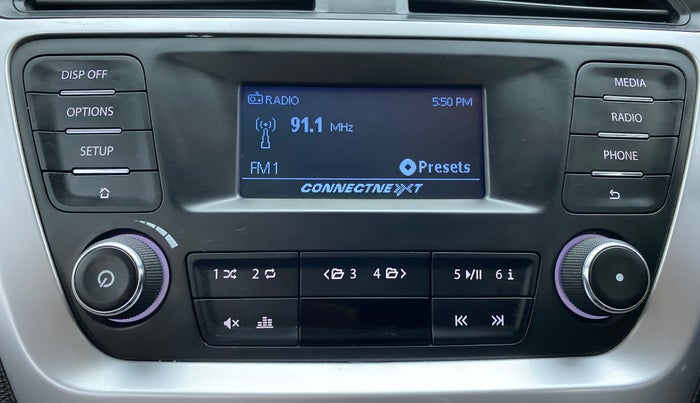 DISP OFF
OPTIONS
SETUP
RADIO 5:50 PM
91.1 MHz
FM1 Presets
CONNECTNEXT
MEDIA
RADIO
PHONE
1 2 3 4 5 6 i